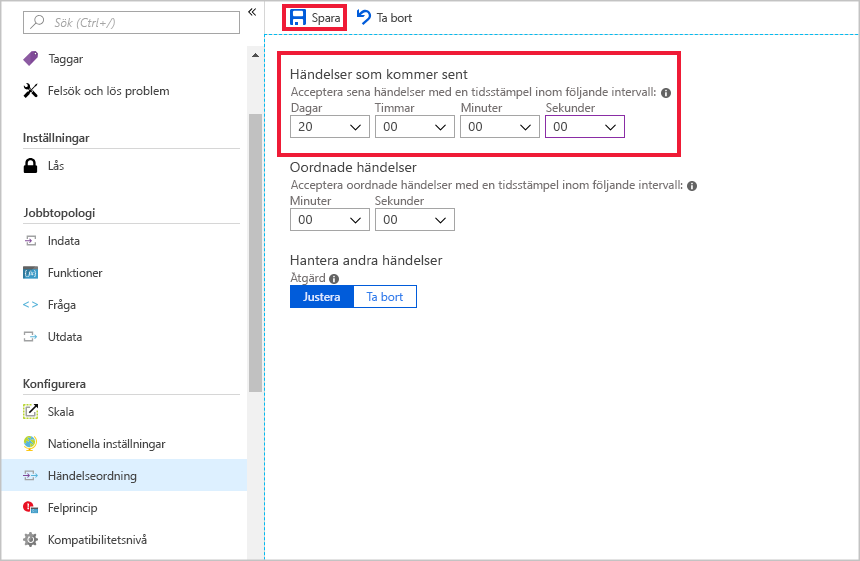 Sök (Ctrl+/)
«
Taggar
Felsök och lös problem
Inställningar
Lås
Jobtopologi
Indata
Funktioner
Fråga
Utdata
Konfigurera
Skala
Nationella inställningar
Händelseordning
Felprincip
Kompatibilitetsnivå
Spara Ta bort
Händelser som kommer sent
Acceptera sena händelser med en tidsstämpel inom följande intervall:
Dagar Timmar Minuter Sekunder
20 00 00 00
Oordnade händelser
Acceptera oordnade händelser med en tidsstämpel inom följande intervall:
Minuter Sekunder
00 00
Hantera andra händelser
Åtgärd
Justera Ta bort